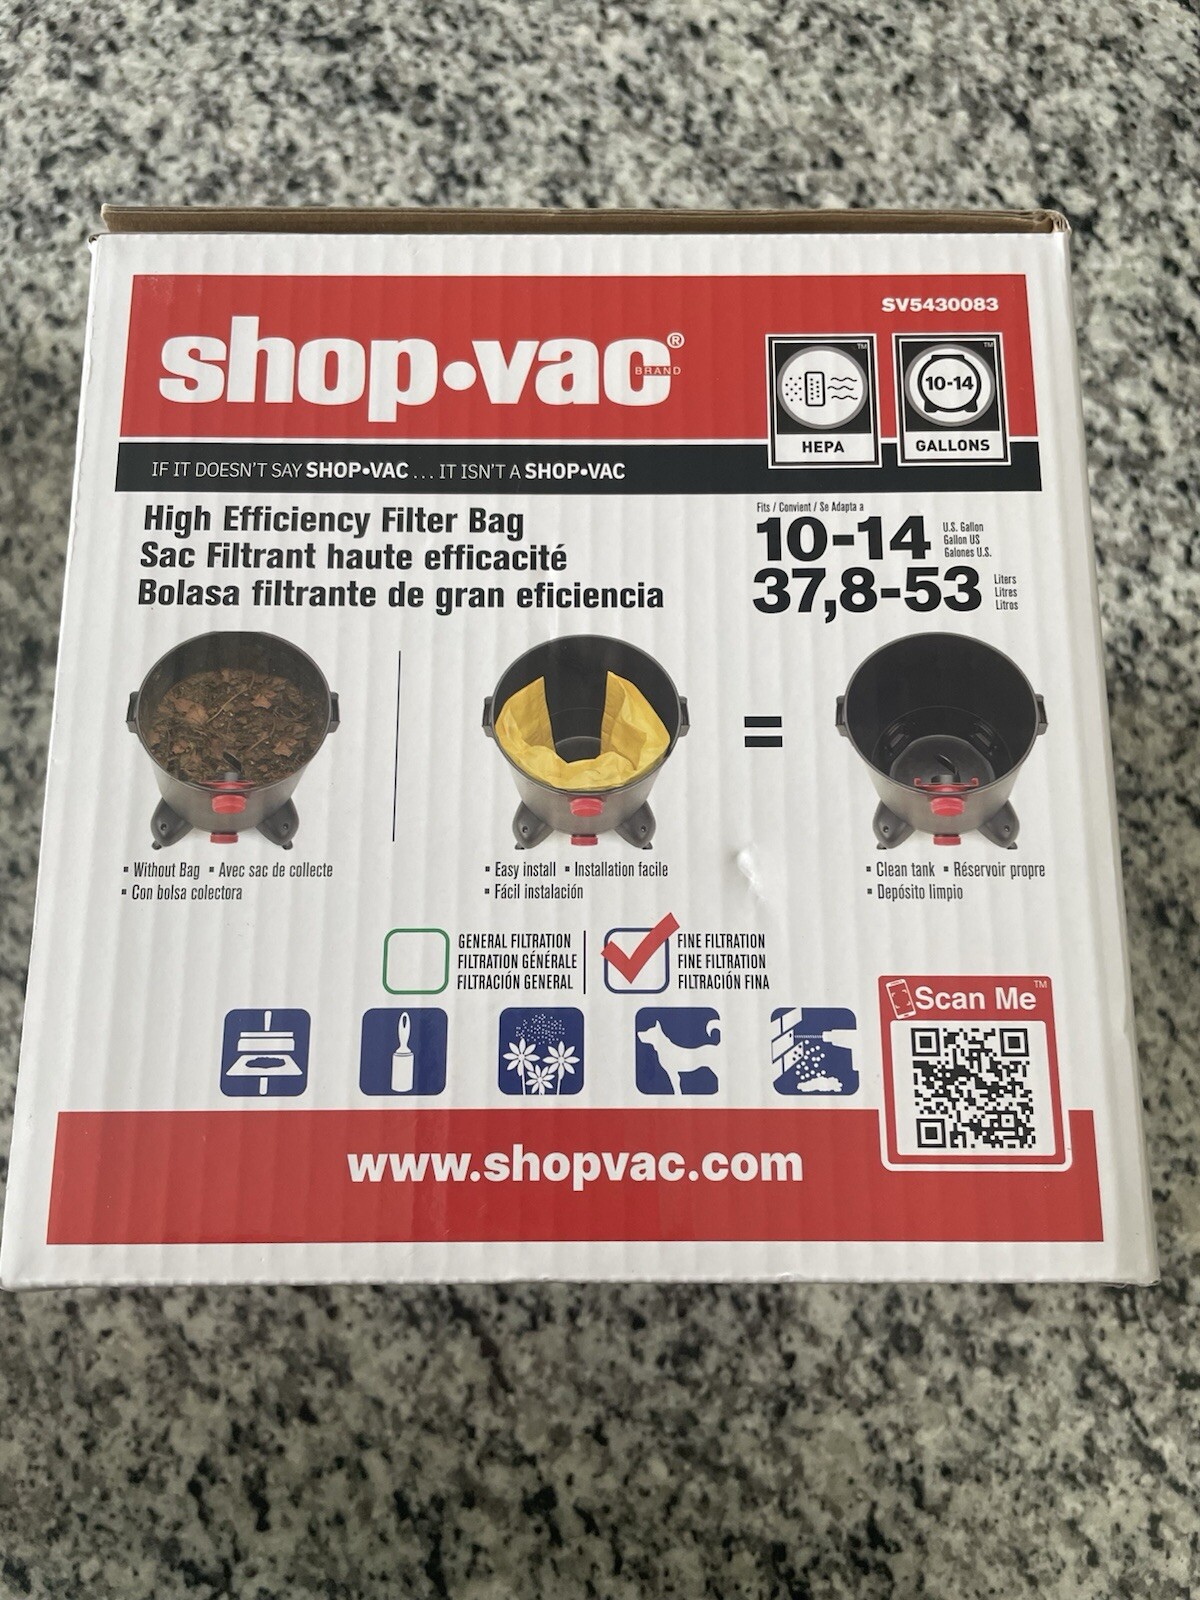 SV5430083
shop•vac®
BRAND
TM
HEPA
TM
10-14
GALLONS
IF IT DOESN'T SAY SHOP•VAC ... IT ISN'T A SHOP•VAC
High Efficiency Filter Bag
Sac Filtrant haute efficacité
Bolasa filtrante de gran eficiencia
Fits / Convient / Se Adapta a
10-14 U.S. Gallon
Gallon US
Galones U.S.
37,8-53 Liters
Litres
Litros
=
▪ Without Bag ▪ Avec sac de collecte
▪ Con bolsa colectora
▪ Easy install ▪ Installation facile
▪ Fácil instalación
▪ Clean tank ▪ Réservoir propre
▪ Depósito limpio
GENERAL FILTRATION
FILTRATION GÉNÉRALE
FILTRACIÓN GENERAL
FINE FILTRATION
FINE FILTRATION
FILTRACIÓN FINA
Scan Me™
www.shopvac.com